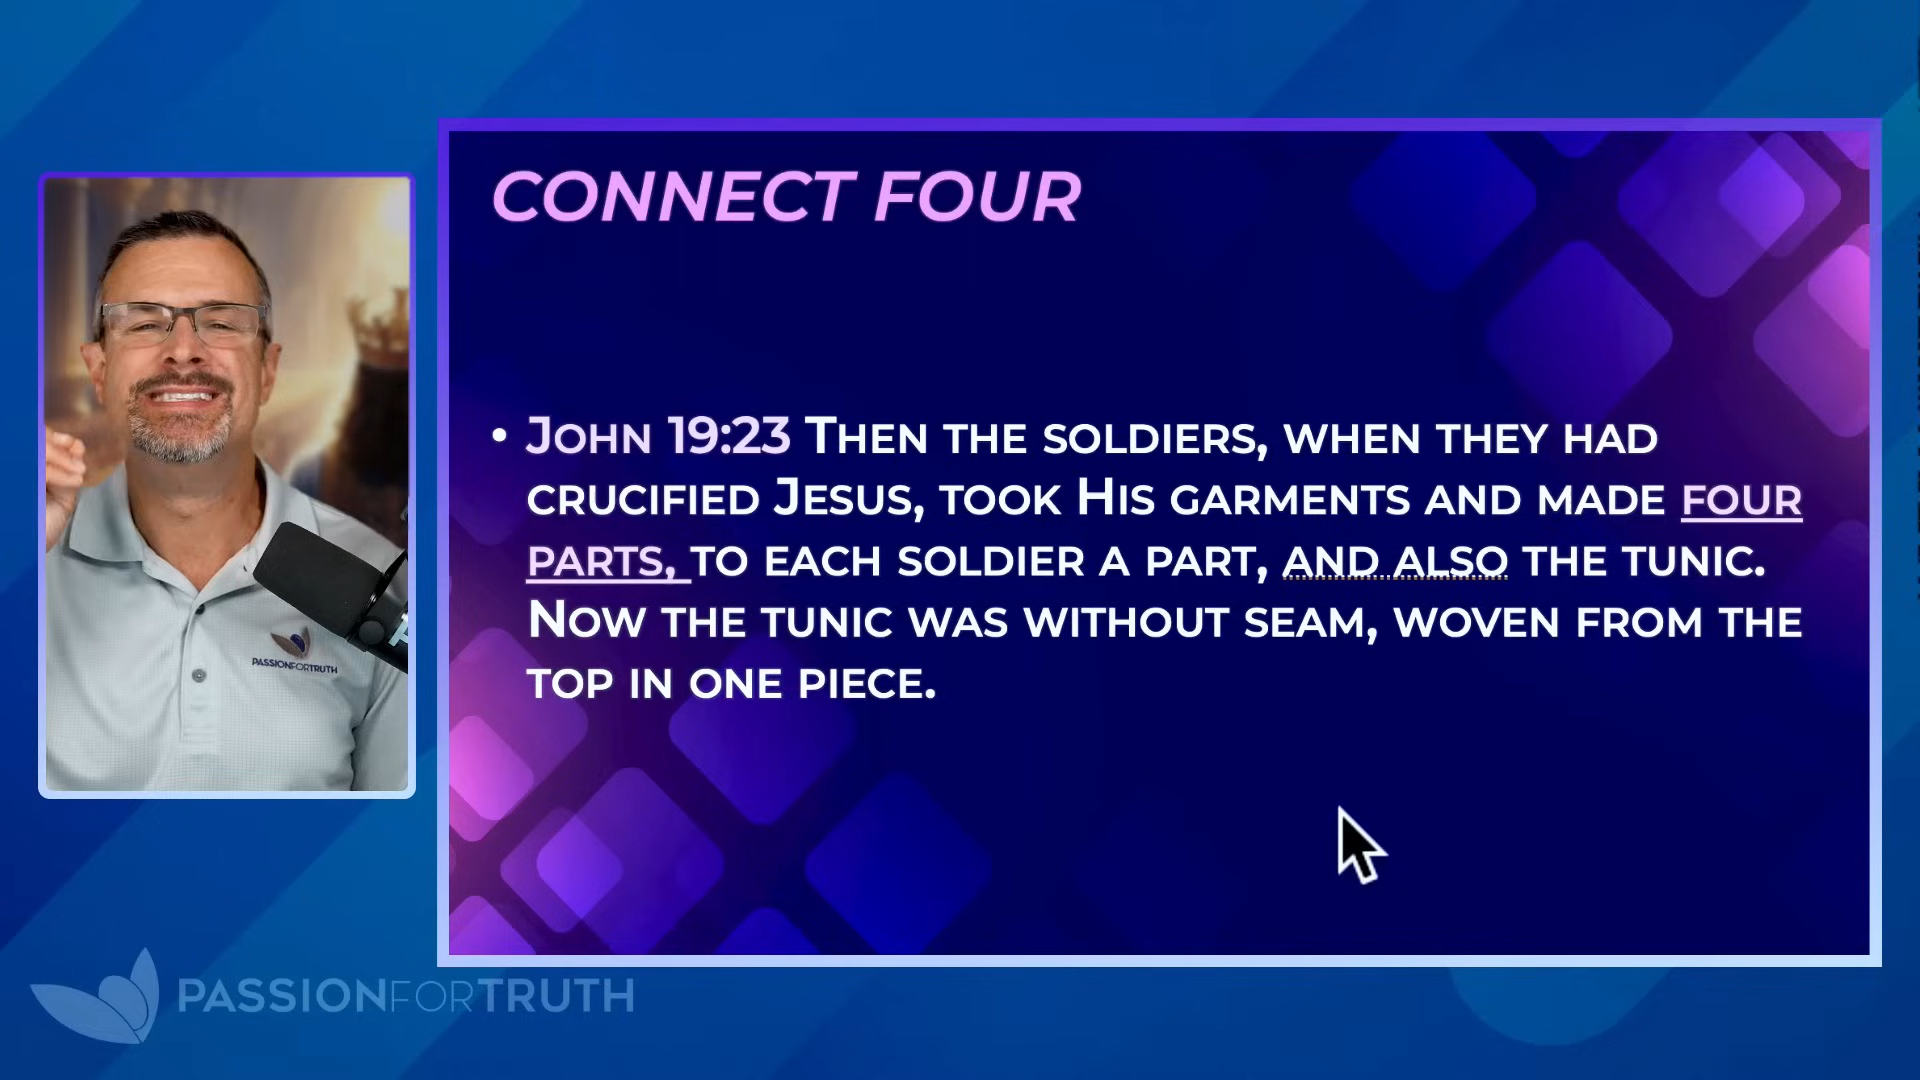 CONNECT FOUR
• John 19:23 Then the soldiers, when they had
crucified Jesus, took His garments and made four
parts, to each soldier a part, and also the tunic.
Now the tunic was without seam, woven from the
top in one piece.
PASSIONFORTRUTH
PASSIONFORTRUTH